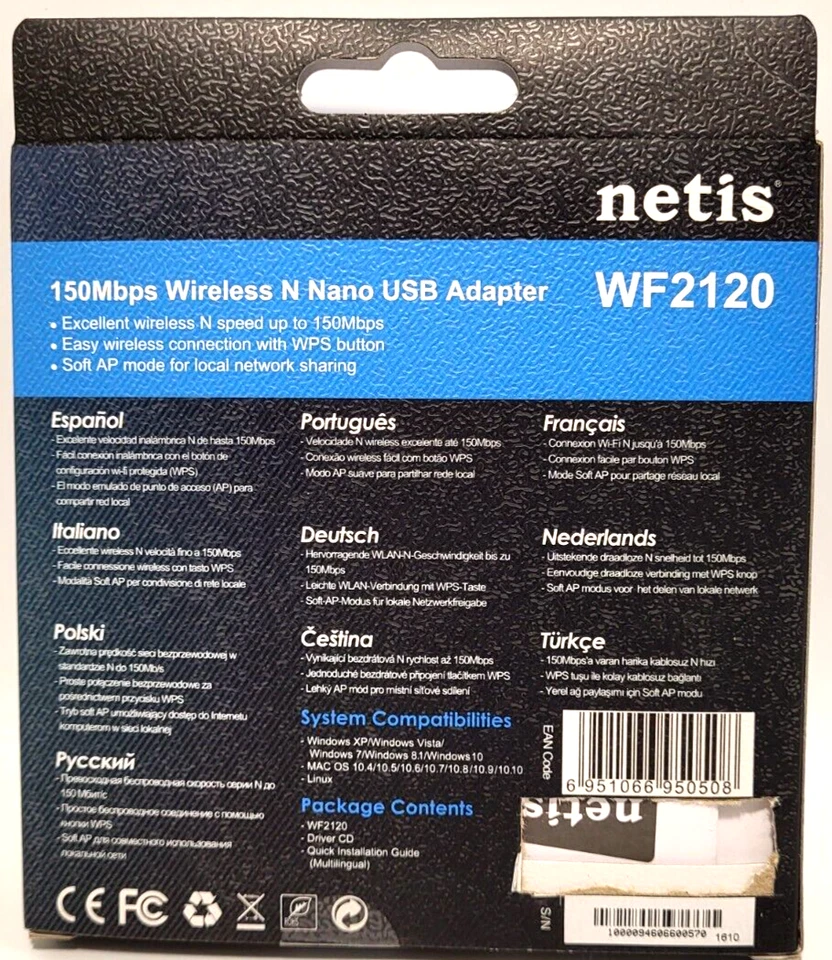 netis®
150Mbps Wireless N Nano USB Adapter
WF2120
• Excellent wireless N speed up to 150Mbps
• Easy wireless connection with WPS button
• Soft AP mode for local network sharing
Español
- Excelente velocidad inalámbrica N de hasta 150Mbps
- Fácil conexión inalámbrica con el botón de
configuración wi-fi protegida (WPS)
- El modo emulado de punto de acceso (AP) para
compartir red local
Português
- Velocidade N wireless excelente até 150Mbps
- Conexão wireless fácil com botão WPS
- Modo AP suave para partilhar rede local
Français
- Connexion Wi-Fi N jusqu'à 150Mbps
- Connexion facile par bouton WPS
- Mode Soft AP pour partage réseau local
Italiano
- Eccellente wireless N velocità fino a 150Mbps
- Facile connessione wireless con tasto WPS
- Modalità Soft AP per condivisione di rete locale
Deutsch
- Hervorragende WLAN-N-Geschwindigkeit bis zu
150Mbps
- Leichte WLAN-Verbindung mit WPS-Taste
- Soft-AP-Modus für lokale Netzwerkfreigabe
Nederlands
- Uitstekende draadloze N snelheid tot 150Mbps
- Eenvoudige draadloze verbinding met WPS knop
- Soft AP modus voor het delen van lokale netwerk
Polski
- Zawrotna prędkość sieci bezprzewodowej w
standardzie N do 150Mb/s
- Proste połączenie bezprzewodowe za
pośrednictwem przycisku WPS
- Tryb soft AP umożliwiający dostęp do Internetu
komputerom w sieci lokalnej
Čeština
- Vynikající bezdrátová N rychlost až 150Mbps
- Jednoduché bezdrátové připojení tlačítkem WPS
- Lehký AP mód pro místní síťové sdílení
Türkçe
- 150Mbps'a varan harika kablosuz N hızı
- WPS tuşu ile kolay kablosuz bağlantı
- Yerel ağ paylaşımı için Soft AP modu
Русский
- Превосходная беспроводная скорость серии N до
150 Мбит/с
- Простое беспроводное соединение с помощью
кнопки WPS
- Soft AP для совместного использования
локальной сети
System Compatibilities
- Windows XP/Windows Vista/
Windows 7/Windows 8.1/Windows 10
- MAC OS 10.4/10.5/10.6/10.7/10.8/10.9/10.10
- Linux
Package Contents
- WF2120
- Driver CD
- Quick Installation Guide
(Multilingual)
EAN Code
6 951066 950508
netis
S/N
1000094606600570 1610
CE FC